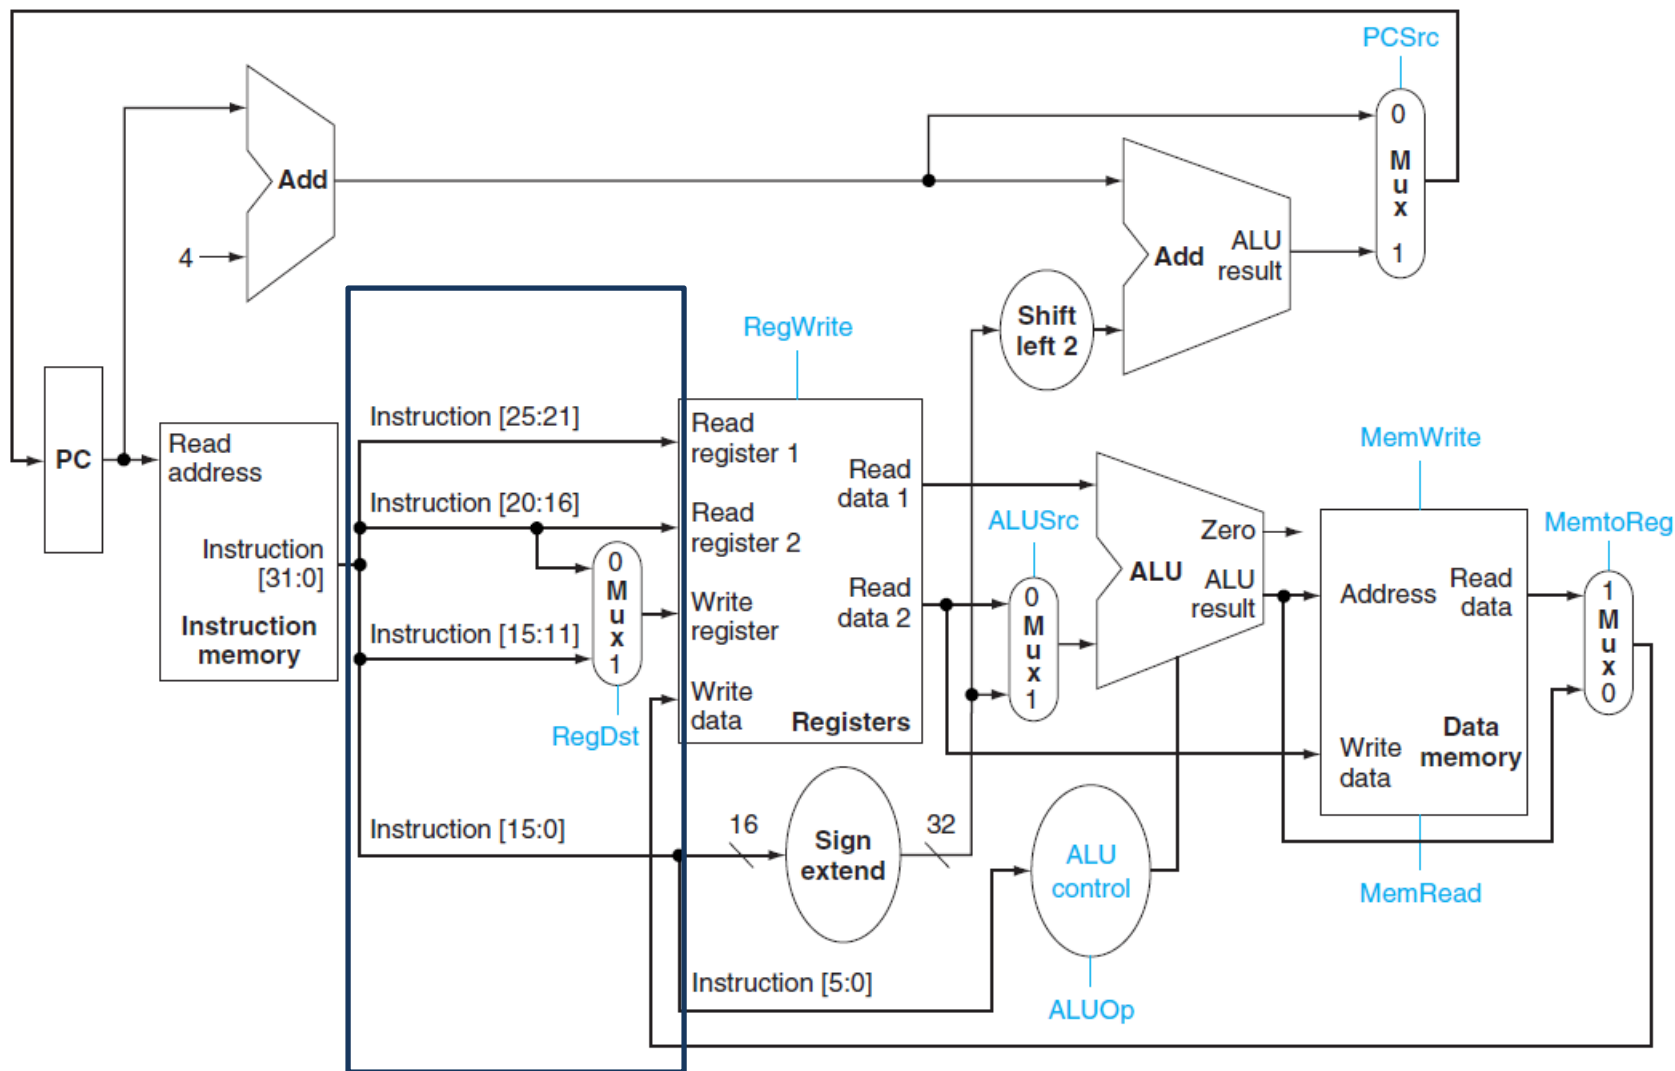 PCSrc
0
M
u
x
1
Add
4
Add
ALU
result
Shift
left 2
RegWrite
PC
Read
address
Instruction
[31:0]
Instruction
memory
Instruction [25:21]
Instruction [20:16]
Instruction [15:11]
Instruction [15:0]
0
M
u
x
1
RegDst
Read
register 1
Read
register 2
Write
register
Write
data
Read
data 1
Read
data 2
Registers
16
Sign
extend
32
Instruction [5:0]
ALUSrc
0
M
u
x
1
Zero
ALU
ALU
result
ALU
control
ALUOp
MemWrite
Address
Read
data
Write
data
Data
memory
MemRead
MemtoReg
1
M
u
x
0